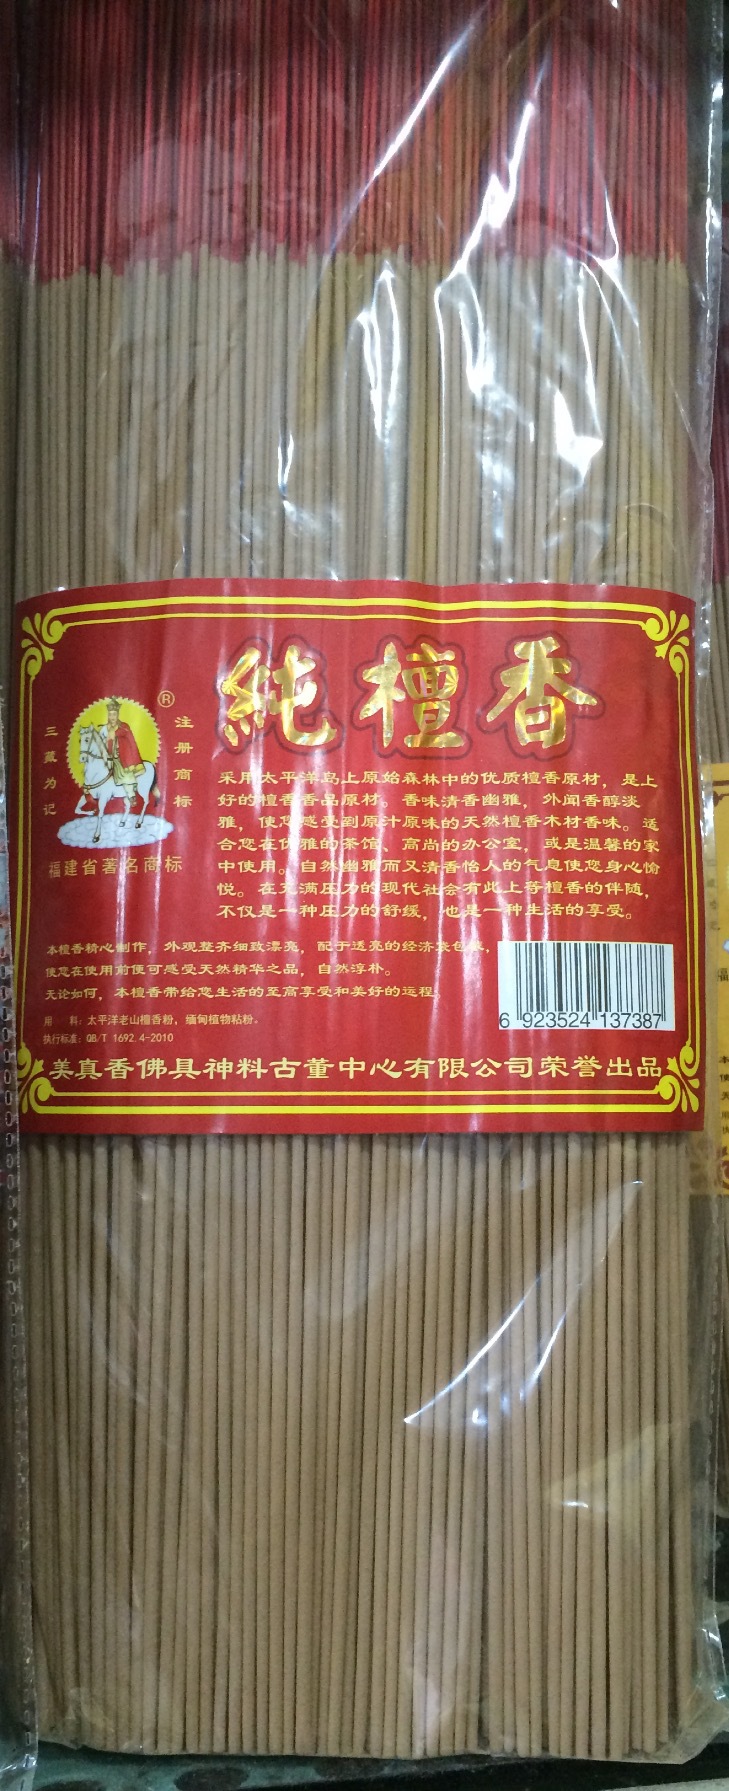 純檀香
®
三藏为记
注册商标
福建省著名商标
采用太平洋岛上原始森林中的优质檀香原材，是上
好的檀香香品原材。香味清香幽雅，外闻香醇淡
雅，使您感受到原汁原味的天然檀香木材香味。适
合您在优雅的茶馆、高尚的办公室，或是温馨的家
中使用。自然幽雅而又清香怡人的气息使您身心愉
悦。在充满压力的现代社会有此上等檀香的伴随，
不仅是一种压力的舒缓，也是一种生活的享受。
本檀香精心制作，外观整齐细致漂亮，配于透亮的经济袋包装，
使您在使用前便可感受天然精华之品，自然淳朴。
无论如何，本檀香带给您生活的至高享受和美好的远程
用 料：太平洋老山檀香粉，缅甸植物粘粉。
执行标准：QB/T 1692.4-2010
6 923524 137387
美真香佛具神料古董中心有限公司荣誉出品